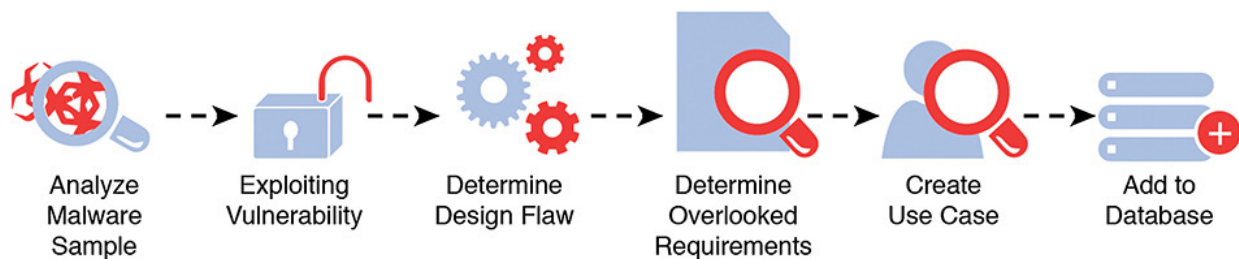 Analyze
Malware
Sample
Exploiting
Vulnerability
Determine
Design Flaw
Determine
Overlooked
Requirements
Create
Use Case
Add to
Database